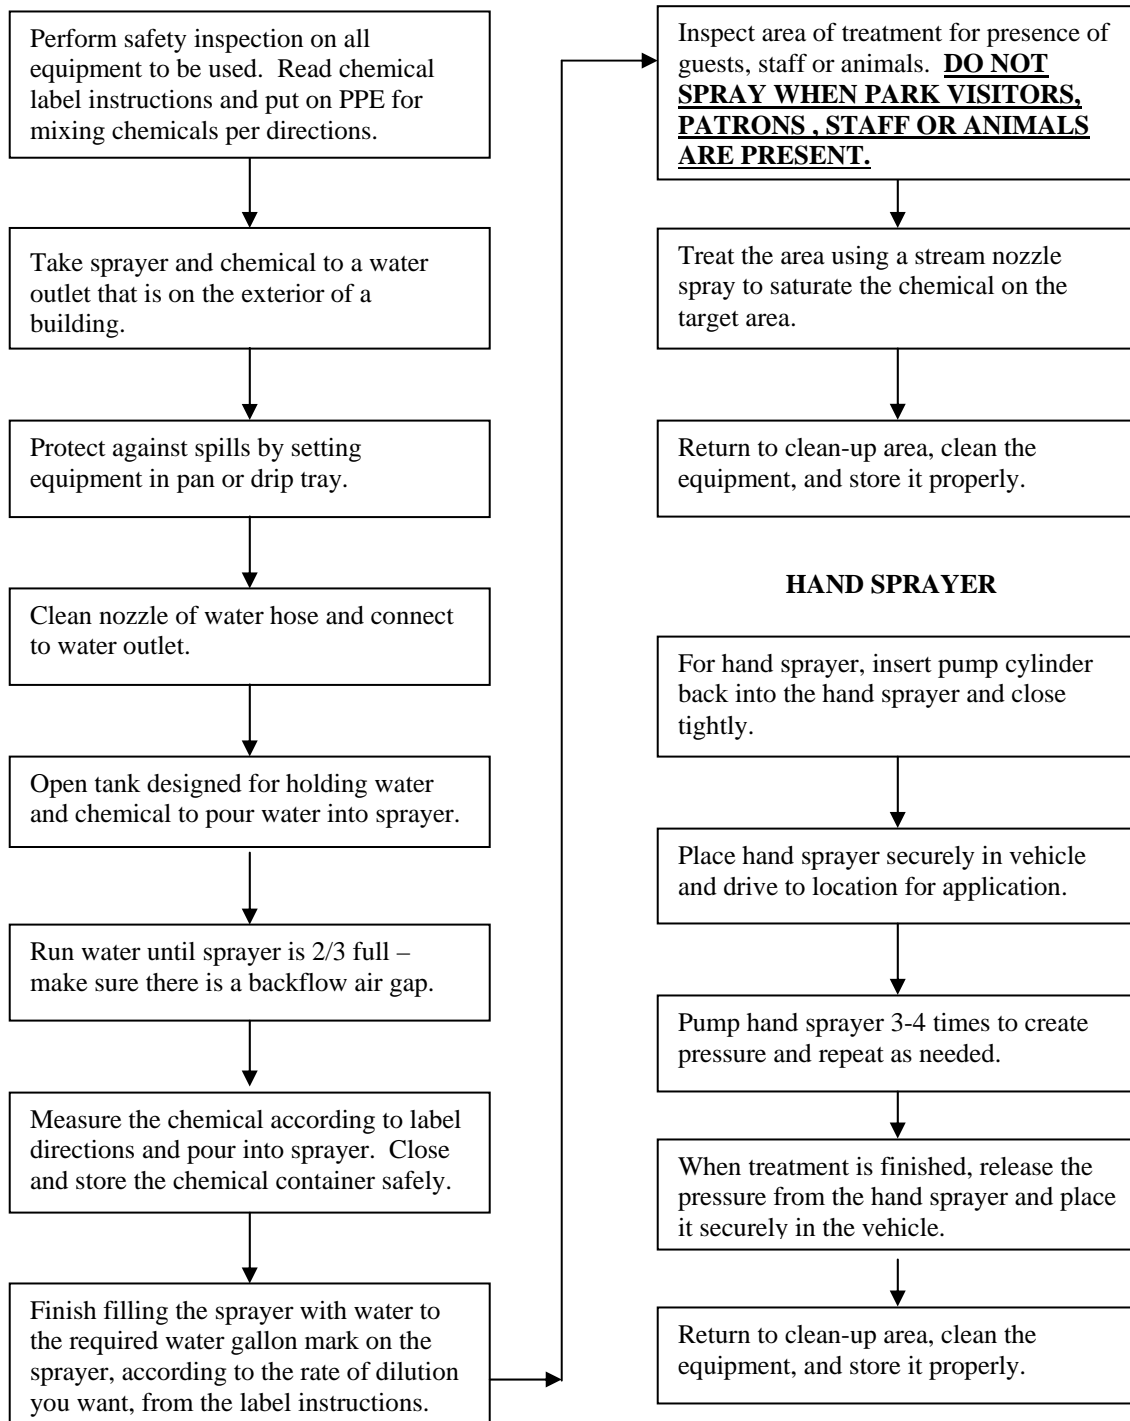 Perform safety inspection on all
equipment to be used.  Read chemical
label instructions and put on PPE for
mixing chemicals per directions.
Take sprayer and chemical to a water
outlet that is on the exterior of a
building.
Protect against spills by setting
equipment in pan or drip tray.
Clean nozzle of water hose and connect
to water outlet.
Open tank designed for holding water
and chemical to pour water into sprayer.
Run water until sprayer is 2/3 full –
make sure there is a backflow air gap.
Measure the chemical according to label
directions and pour into sprayer.  Close
and store the chemical container safely.
Finish filling the sprayer with water to
the required water gallon mark on the
sprayer, according to the rate of dilution
you want, from the label instructions.
Inspect area of treatment for presence of
guests, staff or animals.  DO NOT
SPRAY WHEN PARK VISITORS,
PATRONS , STAFF OR ANIMALS
ARE PRESENT.
Treat the area using a stream nozzle
spray to saturate the chemical on the
target area.
Return to clean-up area, clean the
equipment, and store it properly.
HAND SPRAYER
For hand sprayer, insert pump cylinder
back into the hand sprayer and close
tightly.
Place hand sprayer securely in vehicle
and drive to location for application.
Pump hand sprayer 3-4 times to create
pressure and repeat as needed.
When treatment is finished, release the
pressure from the hand sprayer and place
it securely in the vehicle.
Return to clean-up area, clean the
equipment, and store it properly.